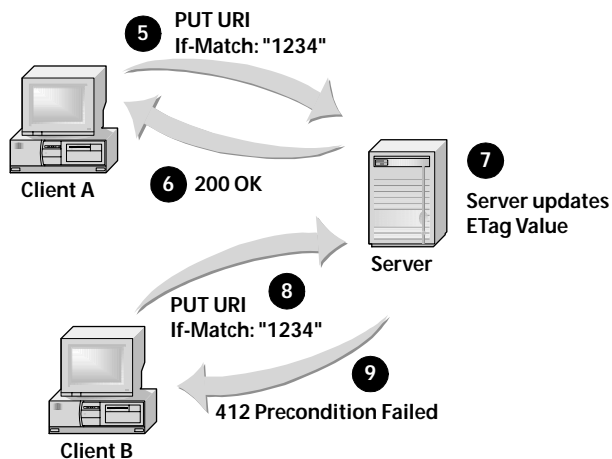 5 PUT URI
If-Match: "1234"
Client A
6 200 OK
7
Server updates
ETag Value
Server
8
PUT URI
If-Match: "1234"
9
412 Precondition Failed
Client B